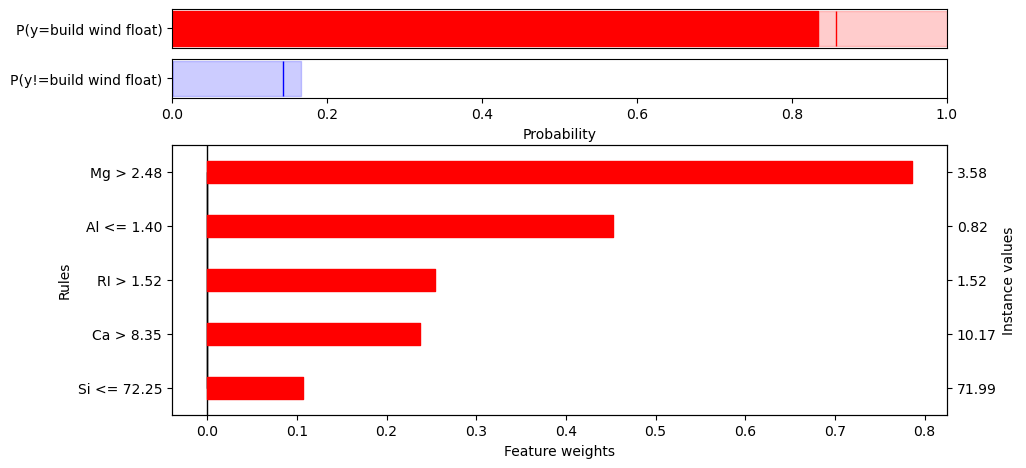 P(y=build wind float)
P(y!=build wind float)
0.0 0.2 0.4 0.6 0.8 1.0
Probability
Rules
Mg > 2.48 3.58
Al <= 1.40 0.82
RI > 1.52 1.52
Ca > 8.35 10.17
Si <= 72.25 71.99
Instance values
0.0 0.1 0.2 0.3 0.4 0.5 0.6 0.7 0.8
Feature weights